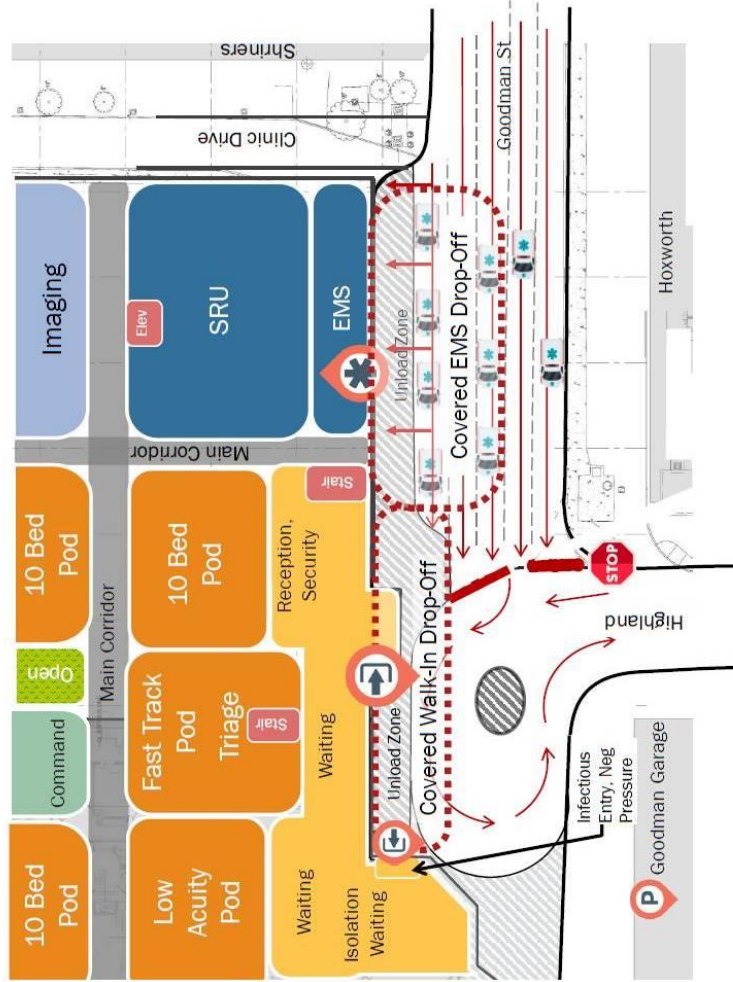 Shriners
Clinic Drive
Goodman St
Imaging
Elev
SRU
EMS
Unload Zone
Covered EMS Drop-Off
Hoxworth
Main Corridor
10 Bed
Pod
10 Bed
Pod
Stair
Reception,
Security
Open
Main Corridor
Command
Fast Track
Pod
Triage
Stair
Waiting
Unload Zone
Covered Walk-In Drop-Off
STOP
Highland
10 Bed
Pod
Low
Acuity
Pod
Waiting
Isolation
Waiting
Infectious
Entry, Neg
Pressure
P
Goodman Garage